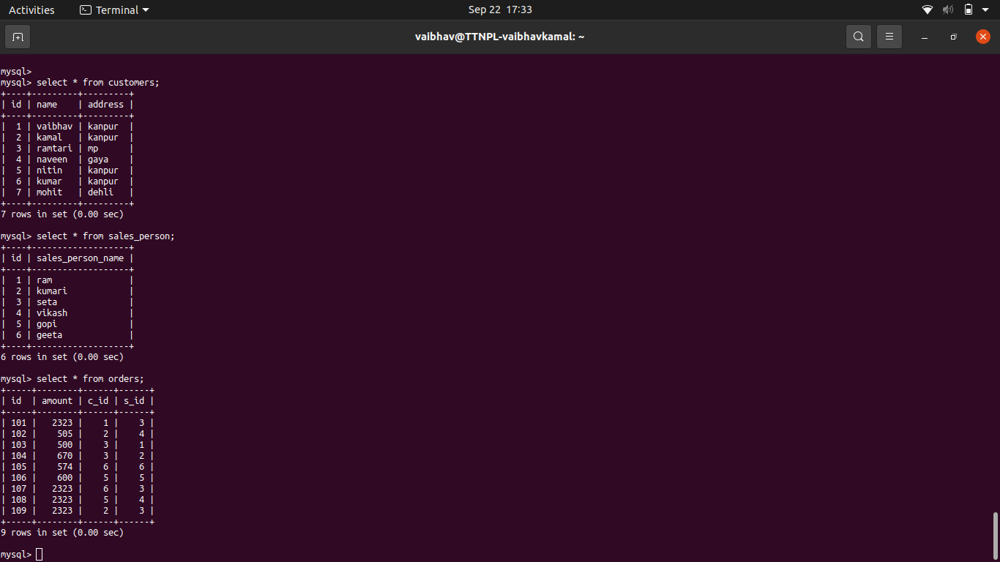 Activities Terminal Sep 22 17:33
vaibhav@TTNPL-vaibhavkamal: ~
mysql>
mysql> select * from customers;
+----+---------+---------+
| id | name    | address |
+----+---------+---------+
|  1 | vaibhav | kanpur  |
|  2 | kamal   | kanpur  |
|  3 | ramtari | mp      |
|  4 | naveen  | gaya    |
|  5 | nitin   | kanpur  |
|  6 | kumar   | kanpur  |
|  7 | mohit   | dehli   |
+----+---------+---------+
7 rows in set (0.00 sec)
mysql> select * from sales_person;
+----+-------------------+
| id | sales_person_name |
+----+-------------------+
|  1 | ram               |
|  2 | kumari            |
|  3 | seta              |
|  4 | vikash            |
|  5 | gopi              |
|  6 | geeta             |
+----+-------------------+
6 rows in set (0.00 sec)
mysql> select * from orders;
+-----+--------+------+------+
| id  | amount | c_id | s_id |
+-----+--------+------+------+
| 101 |   2323 |    1 |    3 |
| 102 |    505 |    2 |    4 |
| 103 |    500 |    3 |    1 |
| 104 |    670 |    3 |    2 |
| 105 |    574 |    6 |    6 |
| 106 |    600 |    5 |    5 |
| 107 |   2323 |    6 |    3 |
| 108 |   2323 |    5 |    4 |
| 109 |   2323 |    2 |    3 |
+-----+--------+------+------+
9 rows in set (0.00 sec)
mysql>